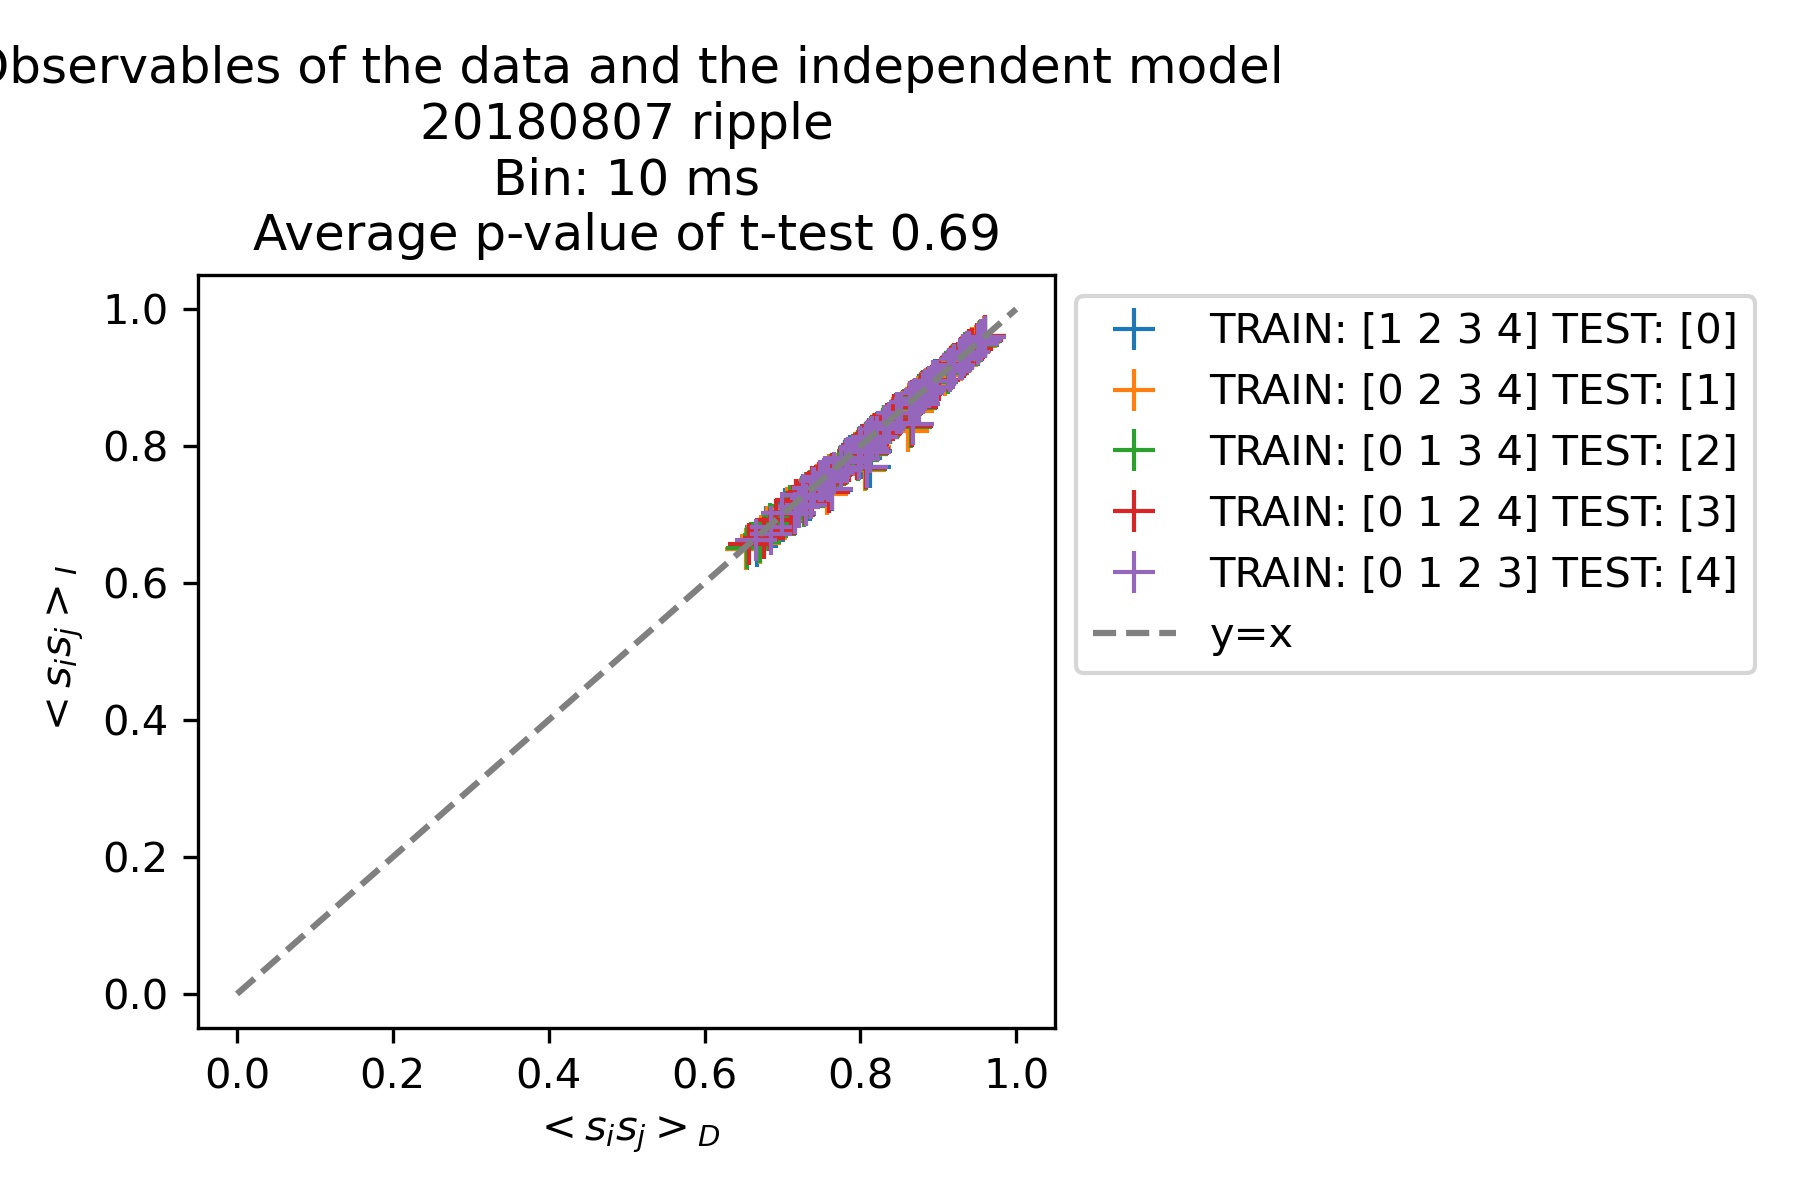 Observables of the data and the independent model
20180807 ripple
Bin: 10 ms
Average p-value of t-test 0.69
1.0
0.8
0.6
0.4
0.2
0.0
< s_i s_j >_I
0.0 0.2 0.4 0.6 0.8 1.0
< s_i s_j >_D
TRAIN: [1 2 3 4] TEST: [0]
TRAIN: [0 2 3 4] TEST: [1]
TRAIN: [0 1 3 4] TEST: [2]
TRAIN: [0 1 2 4] TEST: [3]
TRAIN: [0 1 2 3] TEST: [4]
y=x